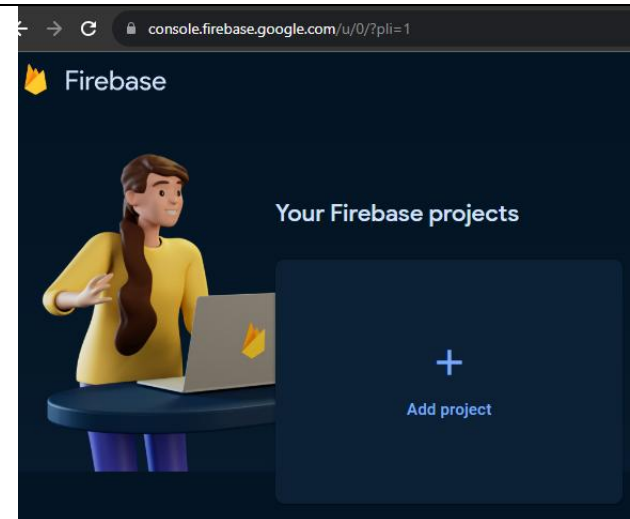 console.firebase.google.com/u/0/?pli=1
Firebase
Your Firebase projects
+
Add project